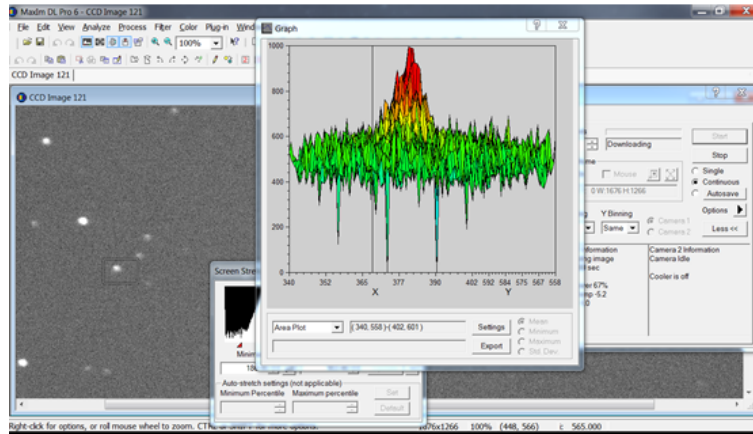 MaxIm DL Pro 6 - CCD Image 121
File Edit View Analyze Process Filter Color Plug-in
100%
CCD Image 121
CCD Image 121
Graph
1000
800
600
400
200
0
340 352 365 377 390 402 592 584 575 567 558
X Y
Area Plot
( 340, 558 )-( 402, 601 )
Settings
Export
Mean
Minimum
Maximum
Std. Dev
Downloading
Start
Stop
Mouse
Single
Continuous
Autosave
0 W:1676 H:1266
Y Binning
Same
Camera 1
Camera 2
Options
Less <<
Camera 2 Information
Camera Idle
Cooler is off
Auto-stretch settings (not applicable)
Minimum Percentile Maximum percentile
Set
Default
Right-click for options, or roll mouse wheel to zoom.
100% (448, 566) i: 565.000